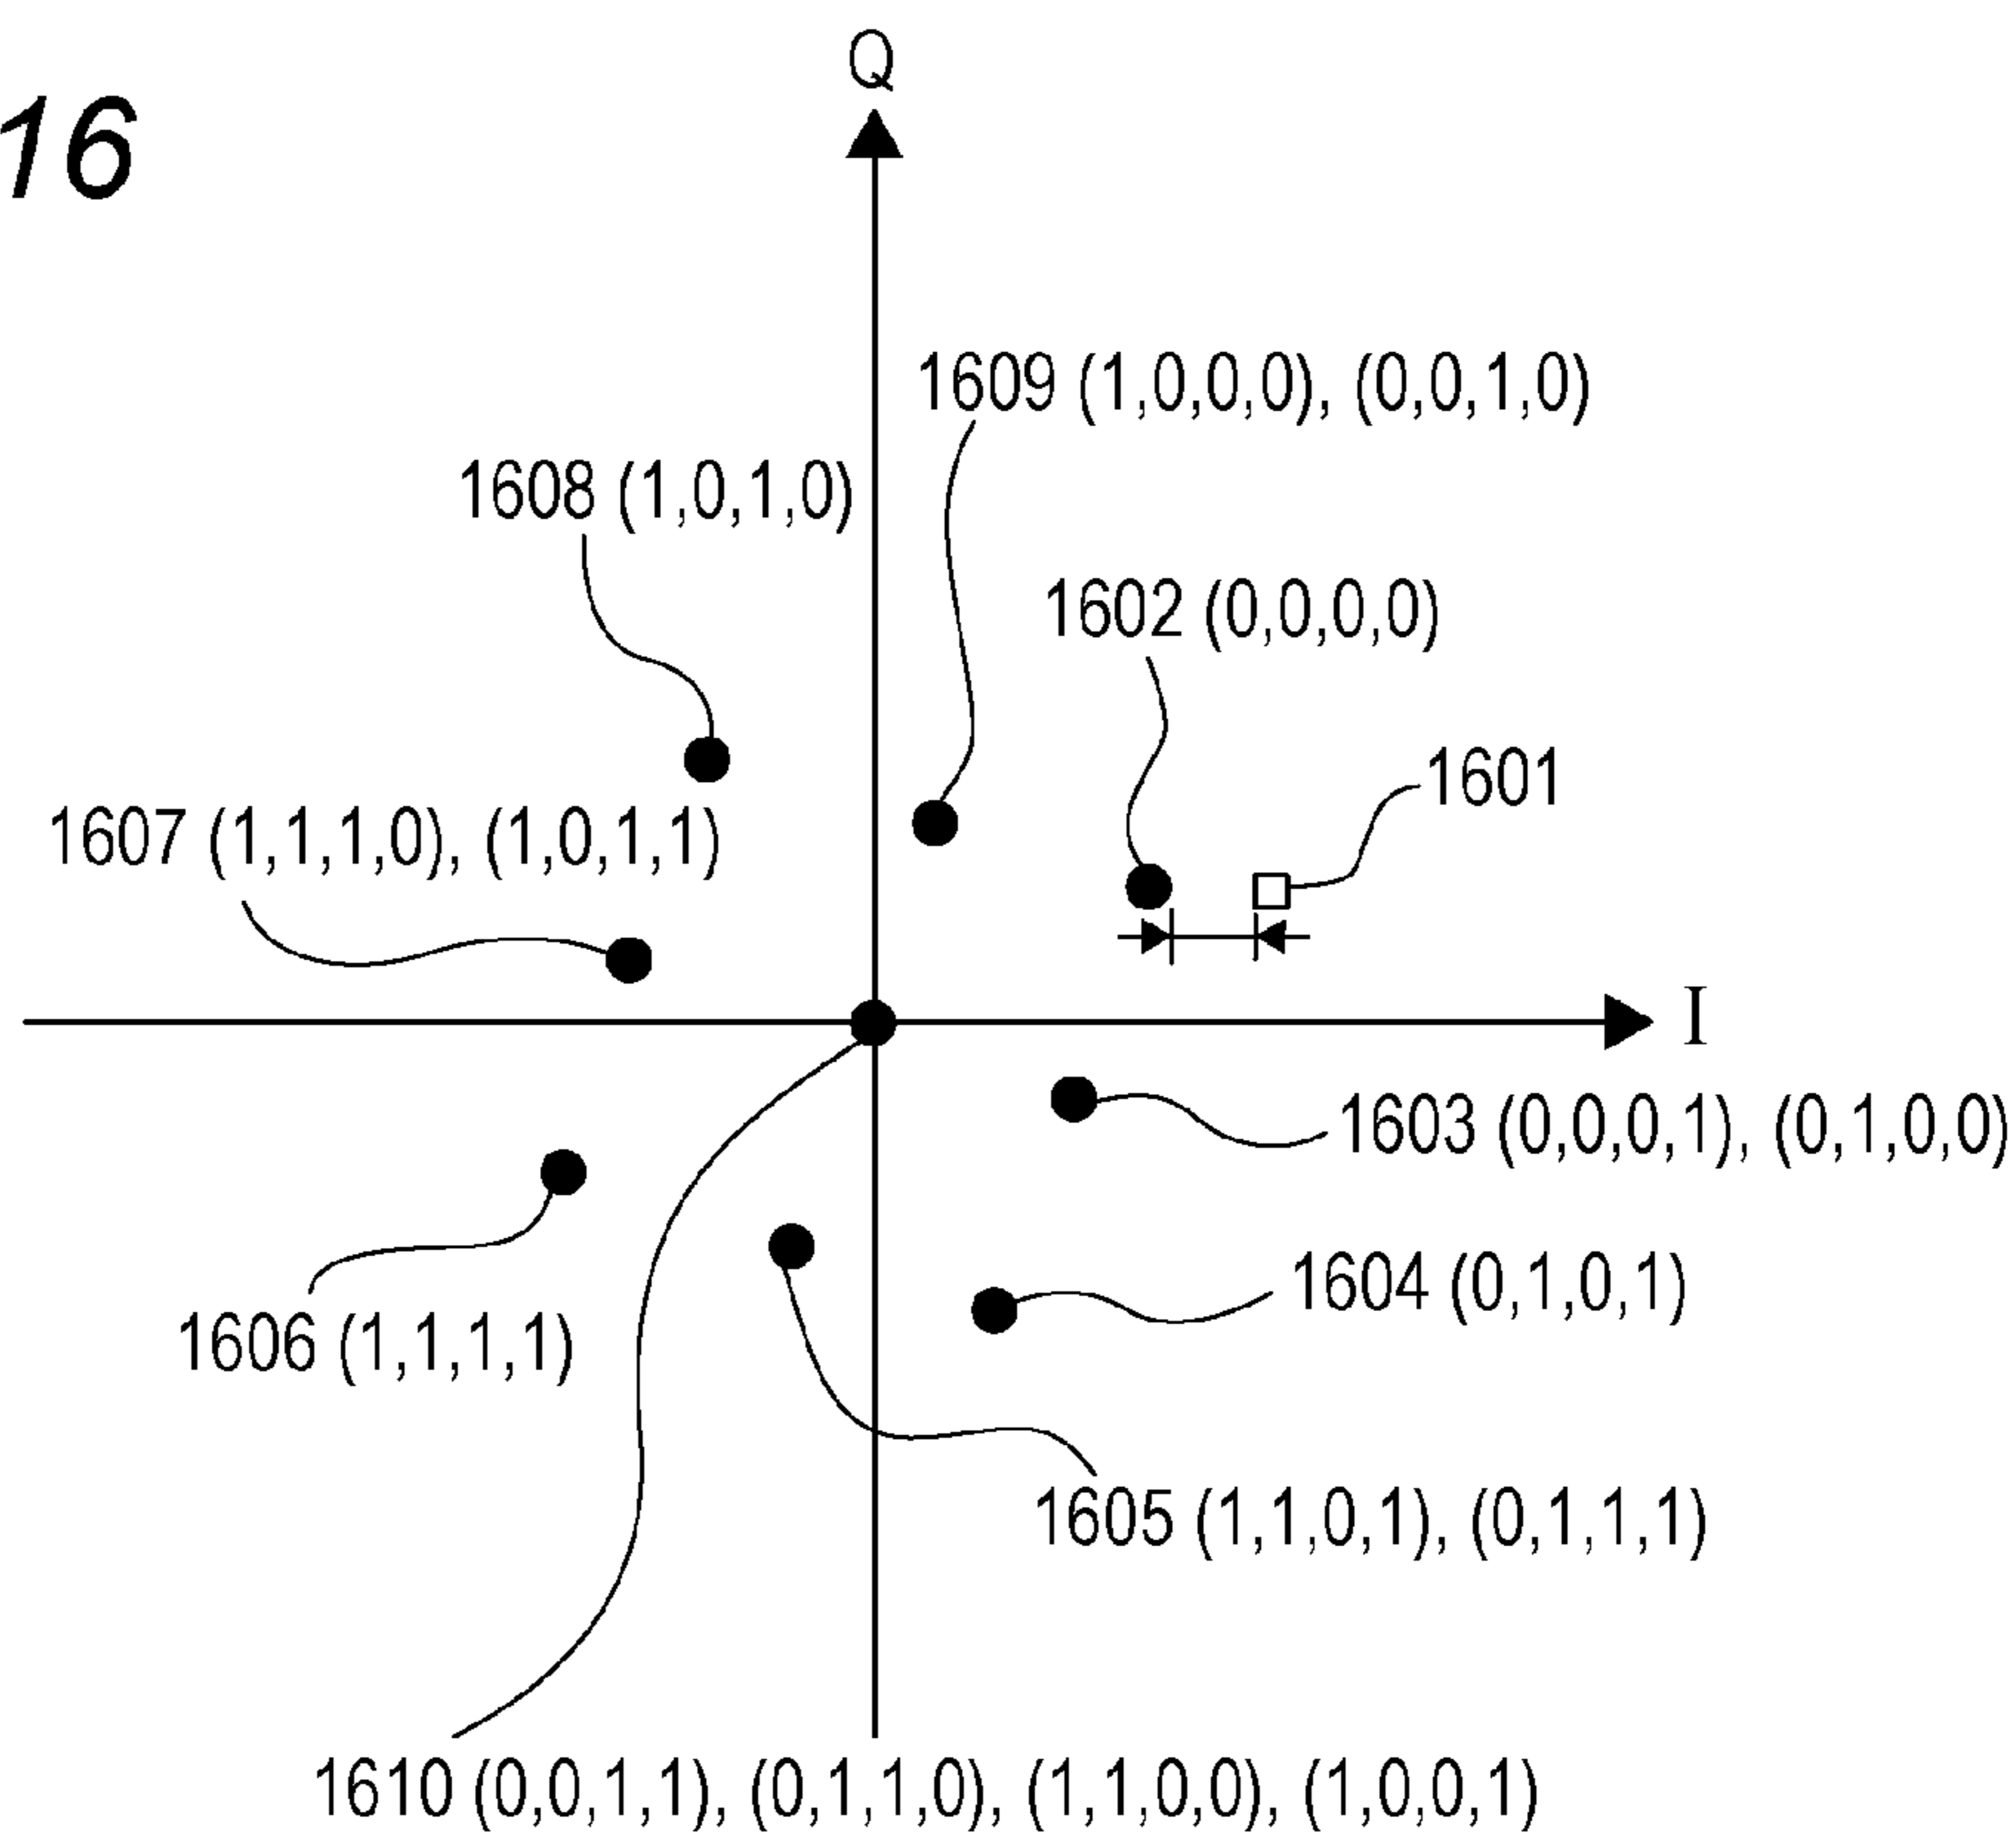 Q
16
1609 (1,0,0,0), (0,0,1,0)
1608 (1,0,1,0)
1602 (0,0,0,0)
1601
1607 (1,1,1,0), (1,0,1,1)
I
1603 (0,0,0,1), (0,1,0,0)
1604 (0,1,0,1)
1606 (1,1,1,1)
1605 (1,1,0,1), (0,1,1,1)
1610 (0,0,1,1), (0,1,1,0), (1,1,0,0), (1,0,0,1)